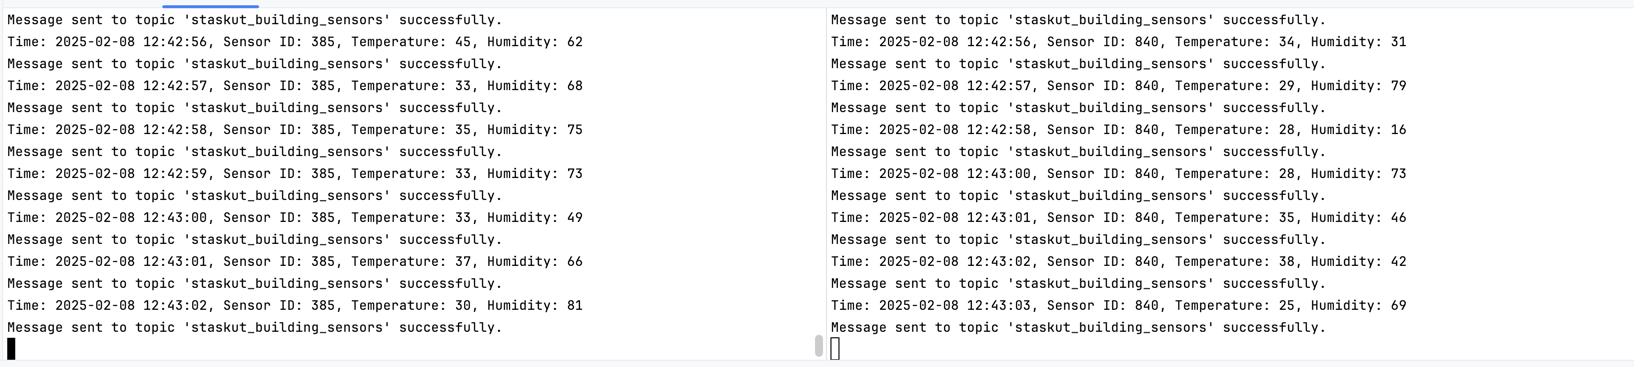 Message sent to topic 'staskut_building_sensors' successfully.
Time: 2025-02-08 12:42:56, Sensor ID: 385, Temperature: 45, Humidity: 62
Message sent to topic 'staskut_building_sensors' successfully.
Time: 2025-02-08 12:42:57, Sensor ID: 385, Temperature: 33, Humidity: 68
Message sent to topic 'staskut_building_sensors' successfully.
Time: 2025-02-08 12:42:58, Sensor ID: 385, Temperature: 35, Humidity: 75
Message sent to topic 'staskut_building_sensors' successfully.
Time: 2025-02-08 12:42:59, Sensor ID: 385, Temperature: 33, Humidity: 73
Message sent to topic 'staskut_building_sensors' successfully.
Time: 2025-02-08 12:43:00, Sensor ID: 385, Temperature: 33, Humidity: 49
Message sent to topic 'staskut_building_sensors' successfully.
Time: 2025-02-08 12:43:01, Sensor ID: 385, Temperature: 37, Humidity: 66
Message sent to topic 'staskut_building_sensors' successfully.
Time: 2025-02-08 12:43:02, Sensor ID: 385, Temperature: 30, Humidity: 81
Message sent to topic 'staskut_building_sensors' successfully.
Message sent to topic 'staskut_building_sensors' successfully.
Time: 2025-02-08 12:42:56, Sensor ID: 840, Temperature: 34, Humidity: 31
Message sent to topic 'staskut_building_sensors' successfully.
Time: 2025-02-08 12:42:57, Sensor ID: 840, Temperature: 29, Humidity: 79
Message sent to topic 'staskut_building_sensors' successfully.
Time: 2025-02-08 12:42:58, Sensor ID: 840, Temperature: 28, Humidity: 16
Message sent to topic 'staskut_building_sensors' successfully.
Time: 2025-02-08 12:43:00, Sensor ID: 840, Temperature: 28, Humidity: 73
Message sent to topic 'staskut_building_sensors' successfully.
Time: 2025-02-08 12:43:01, Sensor ID: 840, Temperature: 35, Humidity: 46
Message sent to topic 'staskut_building_sensors' successfully.
Time: 2025-02-08 12:43:02, Sensor ID: 840, Temperature: 38, Humidity: 42
Message sent to topic 'staskut_building_sensors' successfully.
Time: 2025-02-08 12:43:03, Sensor ID: 840, Temperature: 25, Humidity: 69
Message sent to topic 'staskut_building_sensors' successfully.